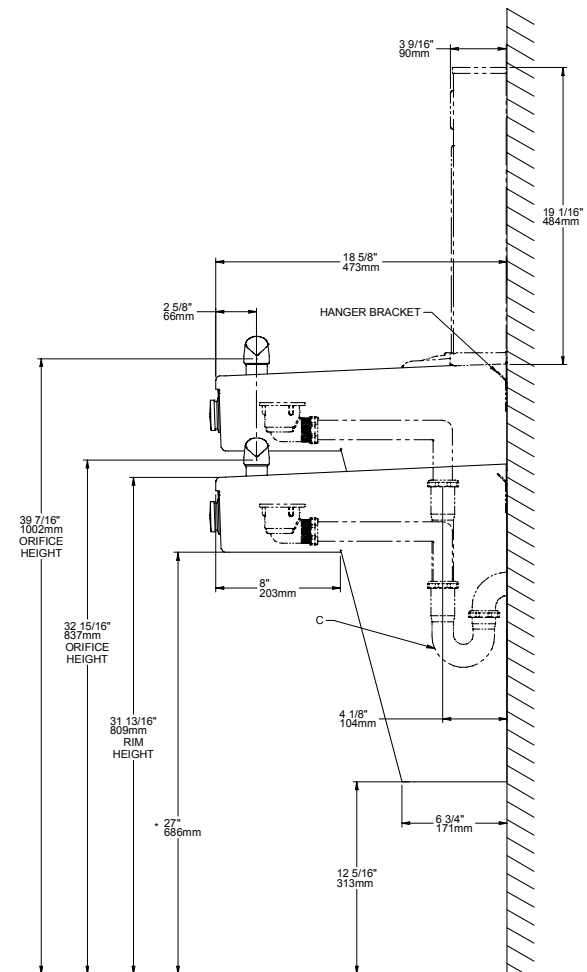 3 9/16"
90mm
19 1/16"
484mm
18 5/8"
473mm
2 5/8"
66mm
HANGER BRACKET
39 7/16"
1002mm
ORIFICE
HEIGHT
8"
203mm
32 15/16"
837mm
ORIFICE
HEIGHT
C
31 13/16"
809mm
RIM
HEIGHT
4 1/8"
104mm
* 27"
686mm
6 3/4"
171mm
12 5/16"
313mm